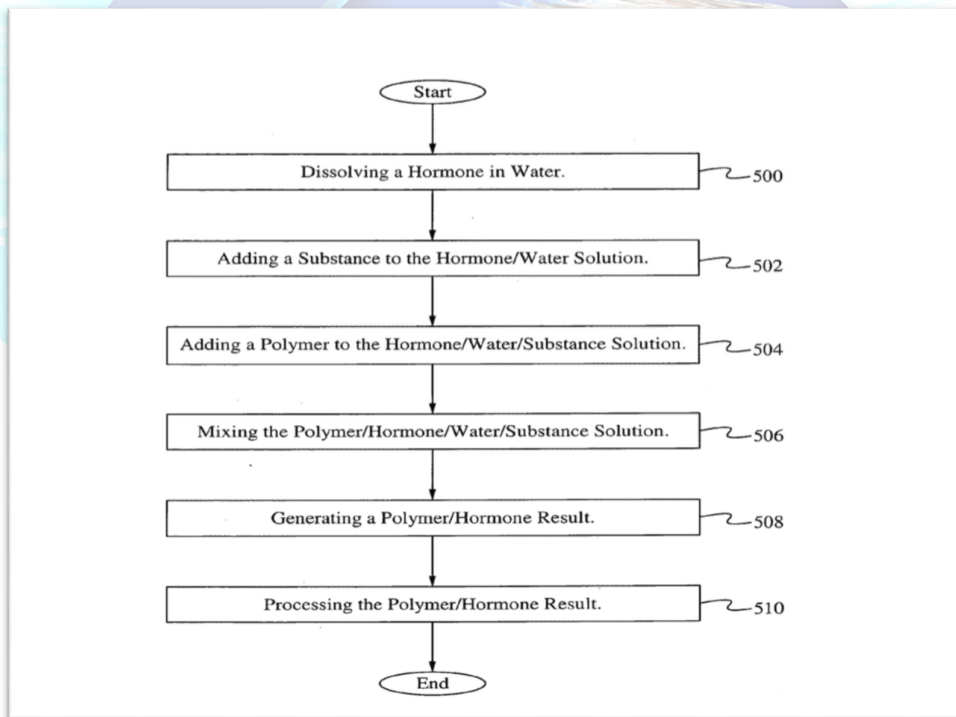 Start
Dissolving a Hormone in Water.
500
Adding a Substance to the Hormone/Water Solution.
502
Adding a Polymer to the Hormone/Water/Substance Solution.
504
Mixing the Polymer/Hormone/Water/Substance Solution.
506
Generating a Polymer/Hormone Result.
508
Processing the Polymer/Hormone Result.
510
End